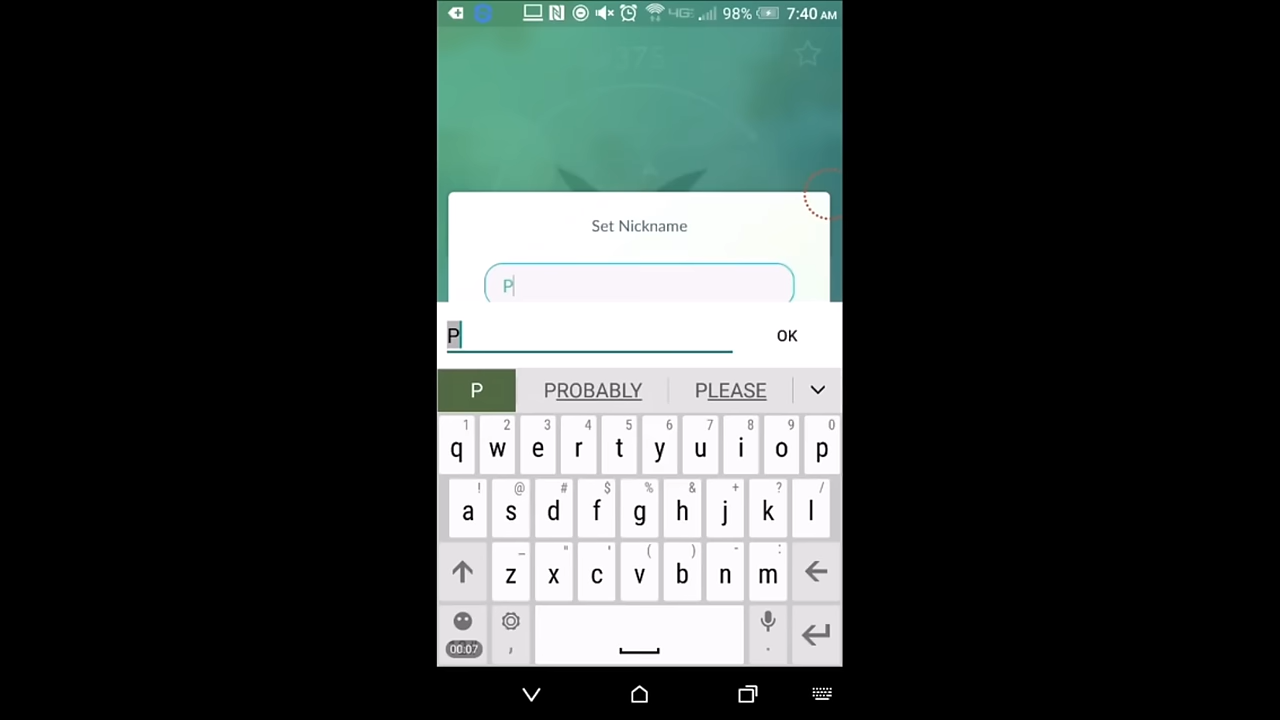 4G 98% 7:40 AM
Set Nickname
P
P OK
P PROBABLY PLEASE
1 2 3 4 5 6 7 8 9 0
q w e r t y u i o p
! @ # $ % & + ? /
a s d f g h j k l
_ " ' ( ) - :
z x c v b n m
00:07 , .